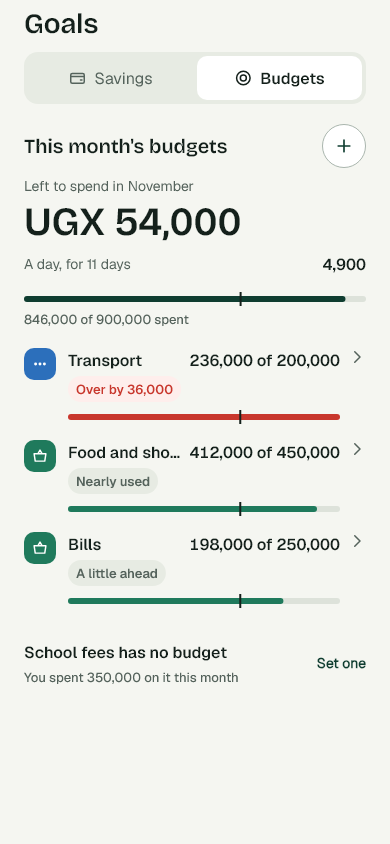 Goals
Savings
Budgets
This month's budgets
Left to spend in November
UGX 54,000
A day, for 11 days
4,900
846,000 of 900,000 spent
Transport
236,000 of 200,000
Over by 36,000
Food and sho...
412,000 of 450,000
Nearly used
Bills
198,000 of 250,000
A little ahead
School fees has no budget
Set one
You spent 350,000 on it this month